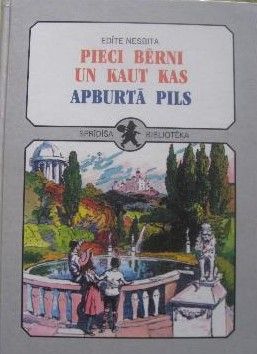 EDĪTE NESBITA
PIECI BĒRNI
UN KAUT KAS
APBURTĀ PILS
SPRĪDĪŠA BIBLIOTĒKA